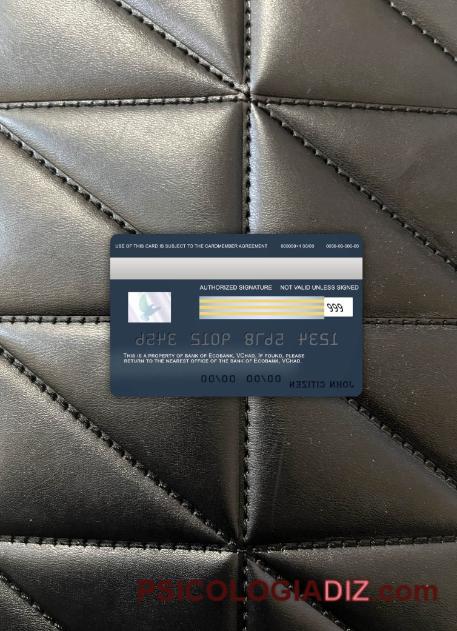 USE OF THIS CARD IS SUBJECT TO THE CARDMEMBER AGREEMENT 000000+1 00/00 0000-00-000-00
AUTHORIZED SIGNATURE NOT VALID UNLESS SIGNED
999
1234 5678 9012 3456
THIS IS A PROPERTY OF BANK OF ECOBANK, VCHAD, IF FOUND, PLEASE
RETURN TO THE NEAREST OFFICE OF THE BANK OF ECOBANK, VCHAD.
00/00 00/00 JOHN CITIZEN
PSICOLOGIADIZ.com